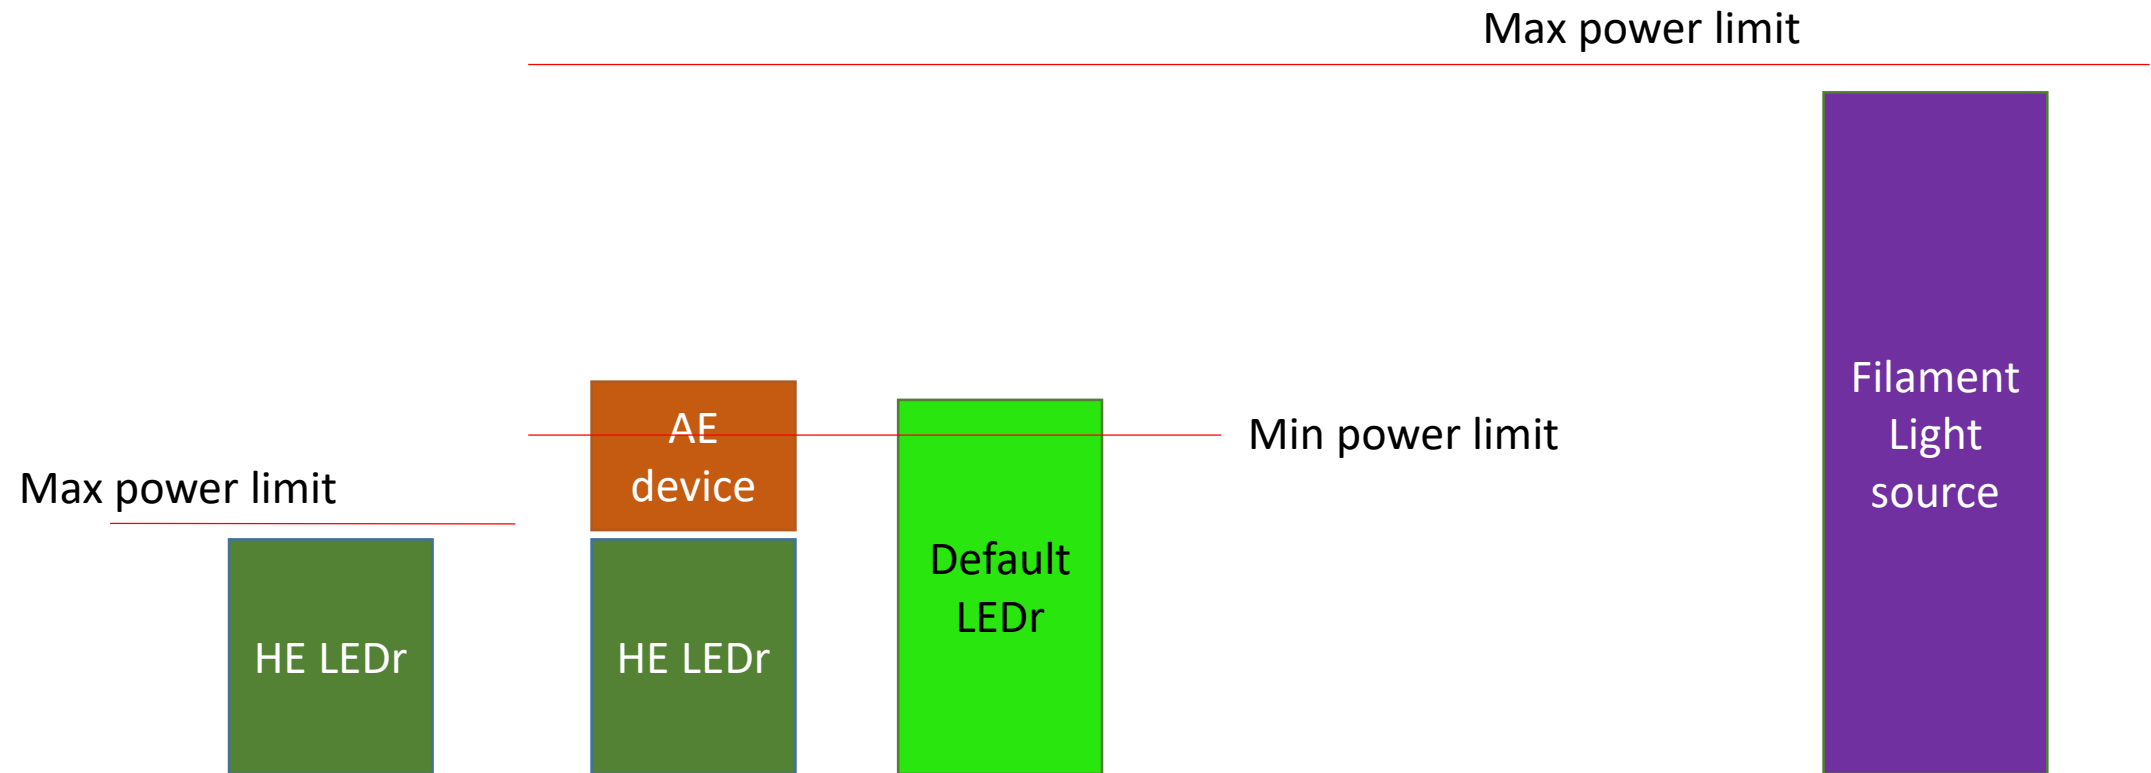 Max power limit
AE
device
Min power limit
Max power limit
Filament
Light
source
Default
LEDr
HE LEDr
HE LEDr